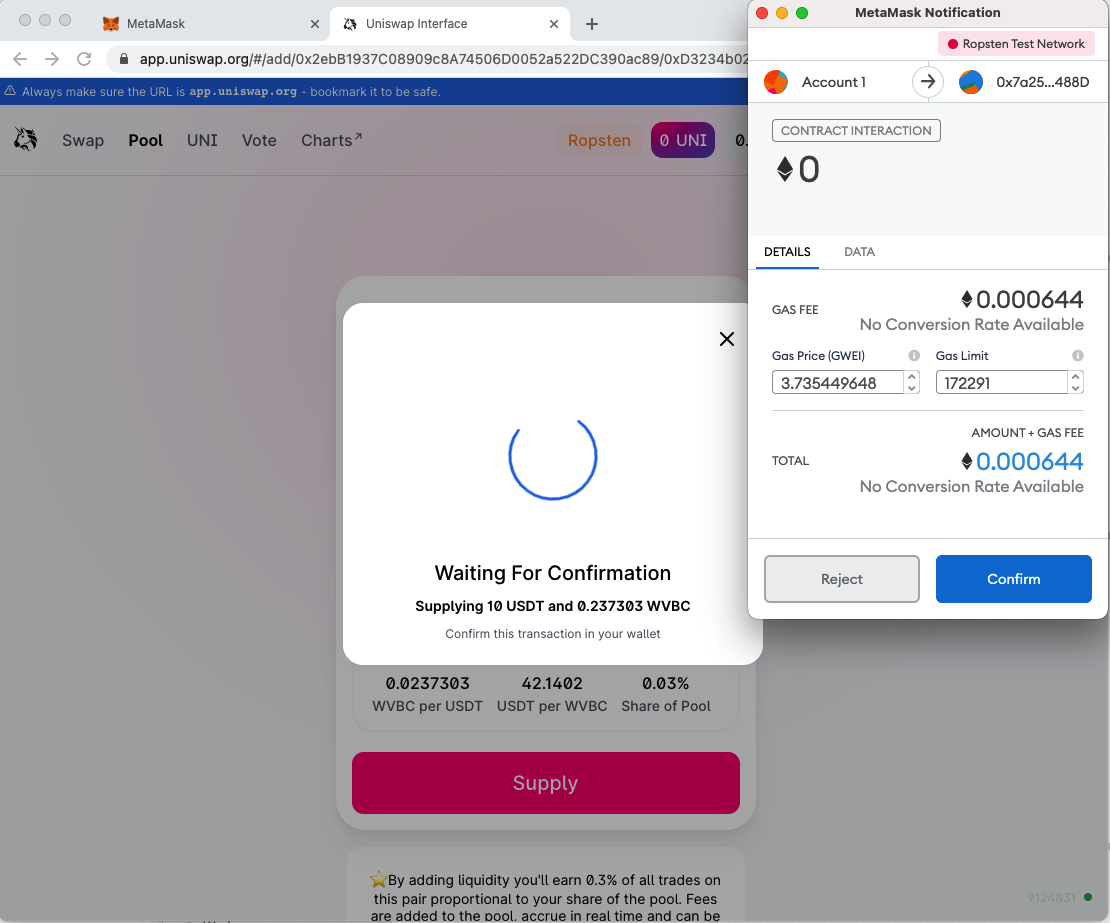 MetaMask
Uniswap Interface
app.uniswap.org/#/add/0x2ebB1937C08909c8A74506D0052a522DC390ac89/0xD3234b02
Always make sure the URL is app.uniswap.org - bookmark it to be safe.
Swap Pool UNI Vote Charts↗ Ropsten 0 UNI 0.
Waiting For Confirmation
Supplying 10 USDT and 0.237303 WVBC
Confirm this transaction in your wallet
0.0237303 42.1402 0.03%
WVBC per USDT USDT per WVBC Share of Pool
Supply
⭐By adding liquidity you'll earn 0.3% of all trades on
this pair proportional to your share of the pool. Fees
are added to the pool, accrue in real time and can be
9124831
MetaMask Notification
Ropsten Test Network
Account 1 0x7a25...488D
CONTRACT INTERACTION
0
DETAILS DATA
GAS FEE 0.000644
No Conversion Rate Available
Gas Price (GWEI) Gas Limit
3.735449648 172291
AMOUNT + GAS FEE
TOTAL 0.000644
No Conversion Rate Available
Reject Confirm